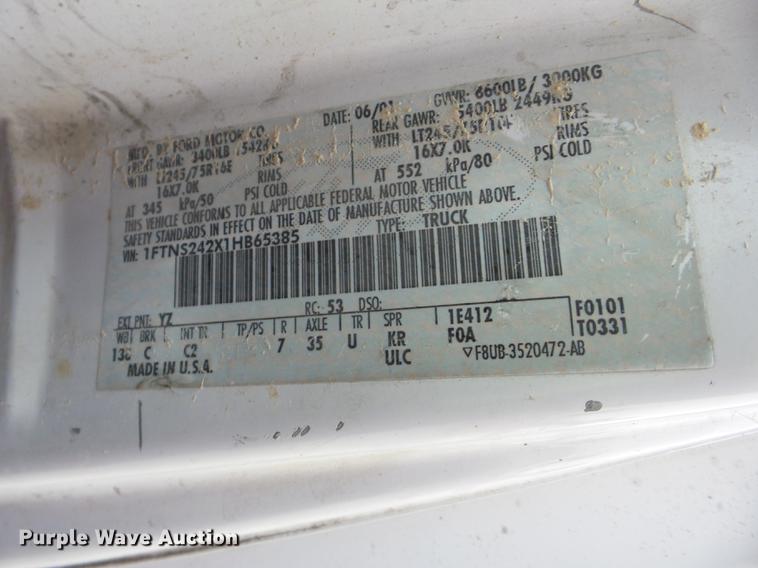 MFD. BY FORD MOTOR CO.
DATE: 06/01
GVWR: 6600LB/ 3000KG
FRONT GAWR: 3400LB
REAR GAWR: 5400LB 2449KG
WITH LT245/75R16E TIRES
WITH LT245/75R16E TIRES
16X7.0K RIMS
16X7.0K RIMS
AT 345 kPa/50 PSI COLD
AT 552 kPa/80 PSI COLD
THIS VEHICLE CONFORMS TO ALL APPLICABLE FEDERAL MOTOR VEHICLE
SAFETY STANDARDS IN EFFECT ON THE DATE OF MANUFACTURE SHOWN ABOVE.
VIN: 1FTNS242X1HB65385
TYPE: TRUCK
EXT PNT: YZ RC: 53 DSO:
WB BRK INT TR TP/PS R AXLE TR SPR 1E412 F0101
138 C C2 7 35 U KR F0A T0331
MADE IN U.S.A. ULC ▽F8UB-3520472-AB
Purple Wave Auction